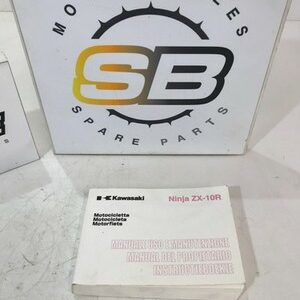 MOTORCYCLES
SB
SPARE PARTS
Kawasaki
Ninja ZX-10R
Motocicletta
Motocicleta
Motorfiets
MANUALE USO E MANUTENZIONE
MANUAL DEL PROPIETARIO
INSTRUCTIEBOEKJE